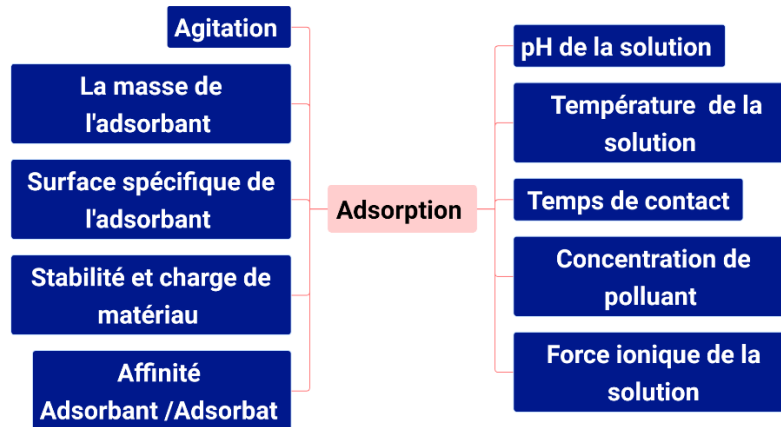 Agitation
La masse de
l'adsorbant
Surface spécifique de
l'adsorbant
Stabilité et charge de
matériau
Affinité
Adsorbant /Adsorbat
Adsorption
pH de la solution
Température de la
solution
Temps de contact
Concentration de
polluant
Force ionique de la
solution